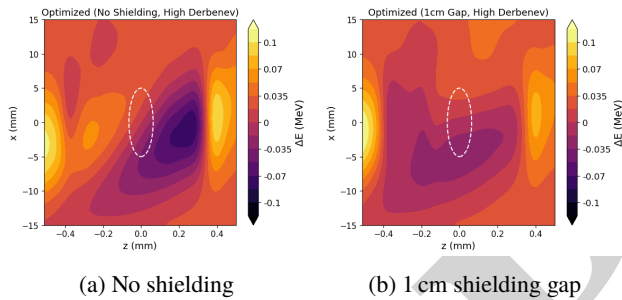 Optimized (No Shielding, High Derbenev)
15
10
5
0
-5
-10
-15
x (mm)
-0.4 -0.2 0.0 0.2 0.4
z (mm)
0.1
0.07
0.035
0
-0.035
-0.07
-0.1
ΔE (MeV)
(a) No shielding
Optimized (1cm Gap, High Derbenev)
15
10
5
0
-5
-10
-15
x (mm)
-0.4 -0.2 0.0 0.2 0.4
z (mm)
0.1
0.07
0.035
0
-0.035
-0.07
-0.1
ΔE (MeV)
(b) 1 cm shielding gap